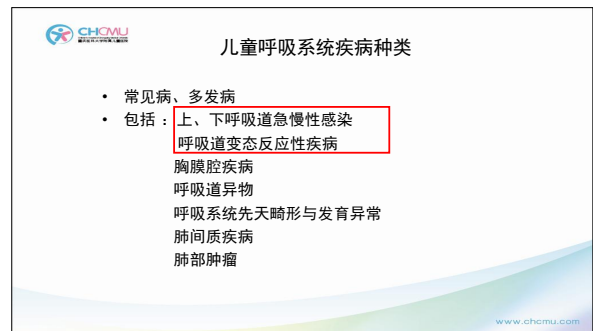 CHCMU
儿童呼吸系统疾病种类
• 常见病、多发病
• 包括：上、下呼吸道急慢性感染
呼吸道变态反应性疾病
胸膜腔疾病
呼吸道异物
呼吸系统先天畸形与发育异常
肺间质疾病
肺部肿瘤
www.chcmu.com